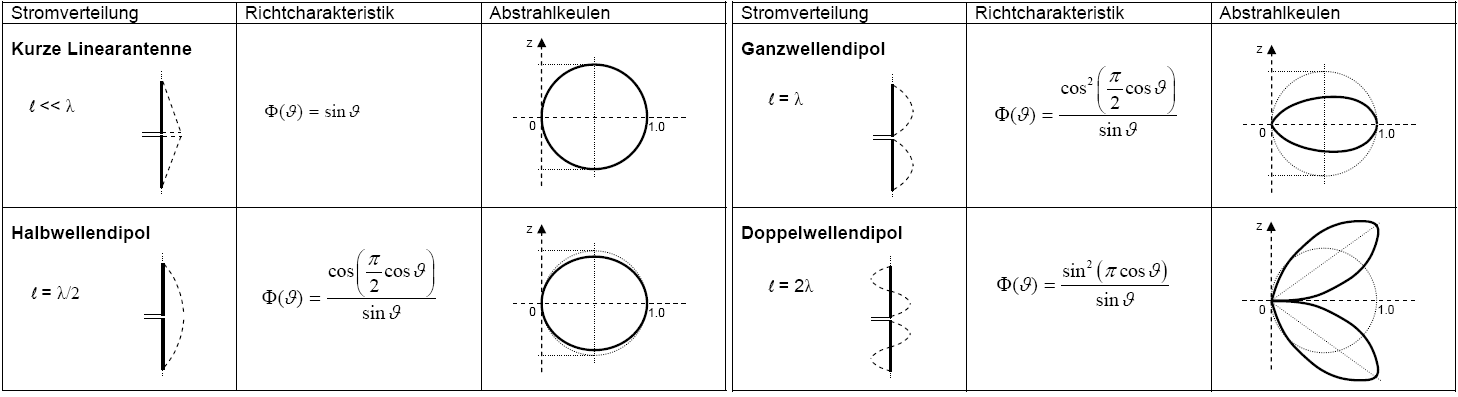 Stromverteilung Richtcharakteristik Abstrahlkeulen Stromverteilung Richtcharakteristik Abstrahlkeulen
Kurze Linearantenne
ℓ << λ
Φ(ϑ) = sin ϑ
z
0
1.0
Ganzwellendipol
ℓ = λ
Φ(ϑ) = cos²(π/2 cos ϑ) / sin ϑ
z
0
1.0
Halbwellendipol
ℓ = λ/2
Φ(ϑ) = cos(π/2 cos ϑ) / sin ϑ
z
0
1.0
Doppelwellendipol
ℓ = 2λ
Φ(ϑ) = sin²(π cos ϑ) / sin ϑ
z
0
1.0